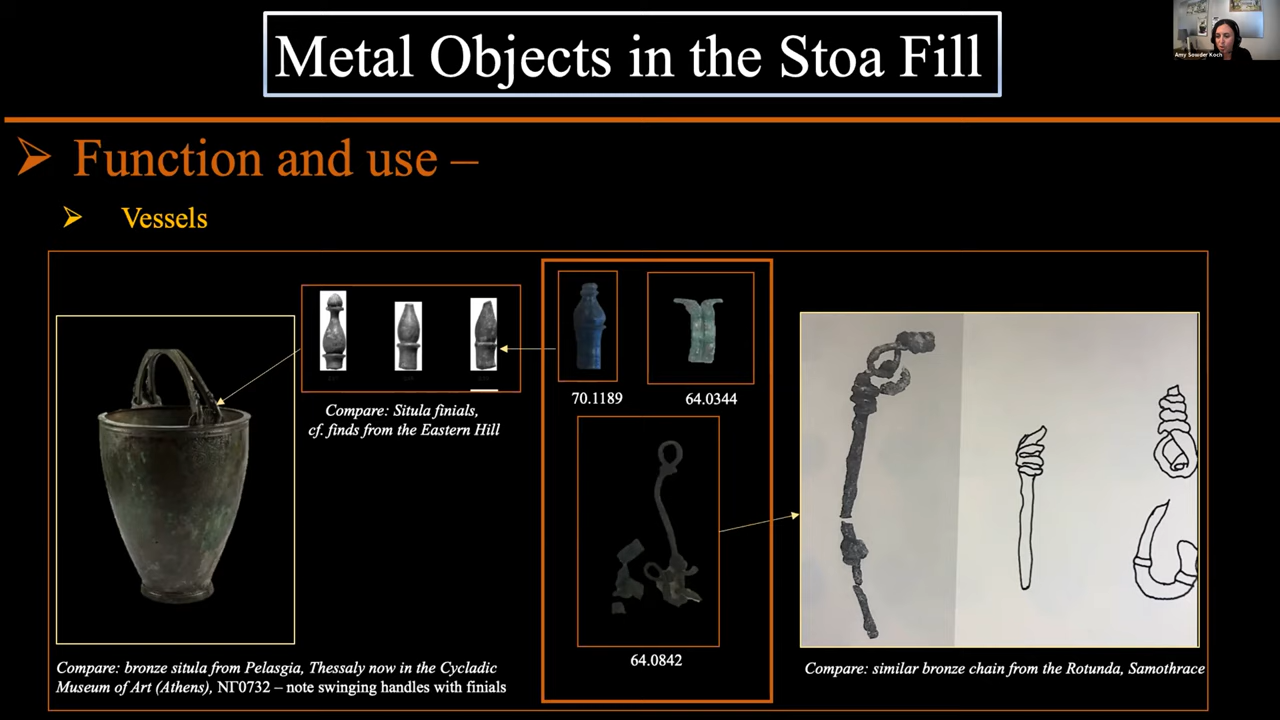 Metal Objects in the Stoa Fill
Amy Sowder Koch
Function and use –
Vessels
70.1189
64.0344
Compare: Situla finials,
cf. finds from the Eastern Hill
64.0842
Compare: bronze situla from Pelasgia, Thessaly now in the Cycladic
Museum of Art (Athens), ΝΓ0732 – note swinging handles with finials
Compare: similar bronze chain from the Rotunda, Samothrace